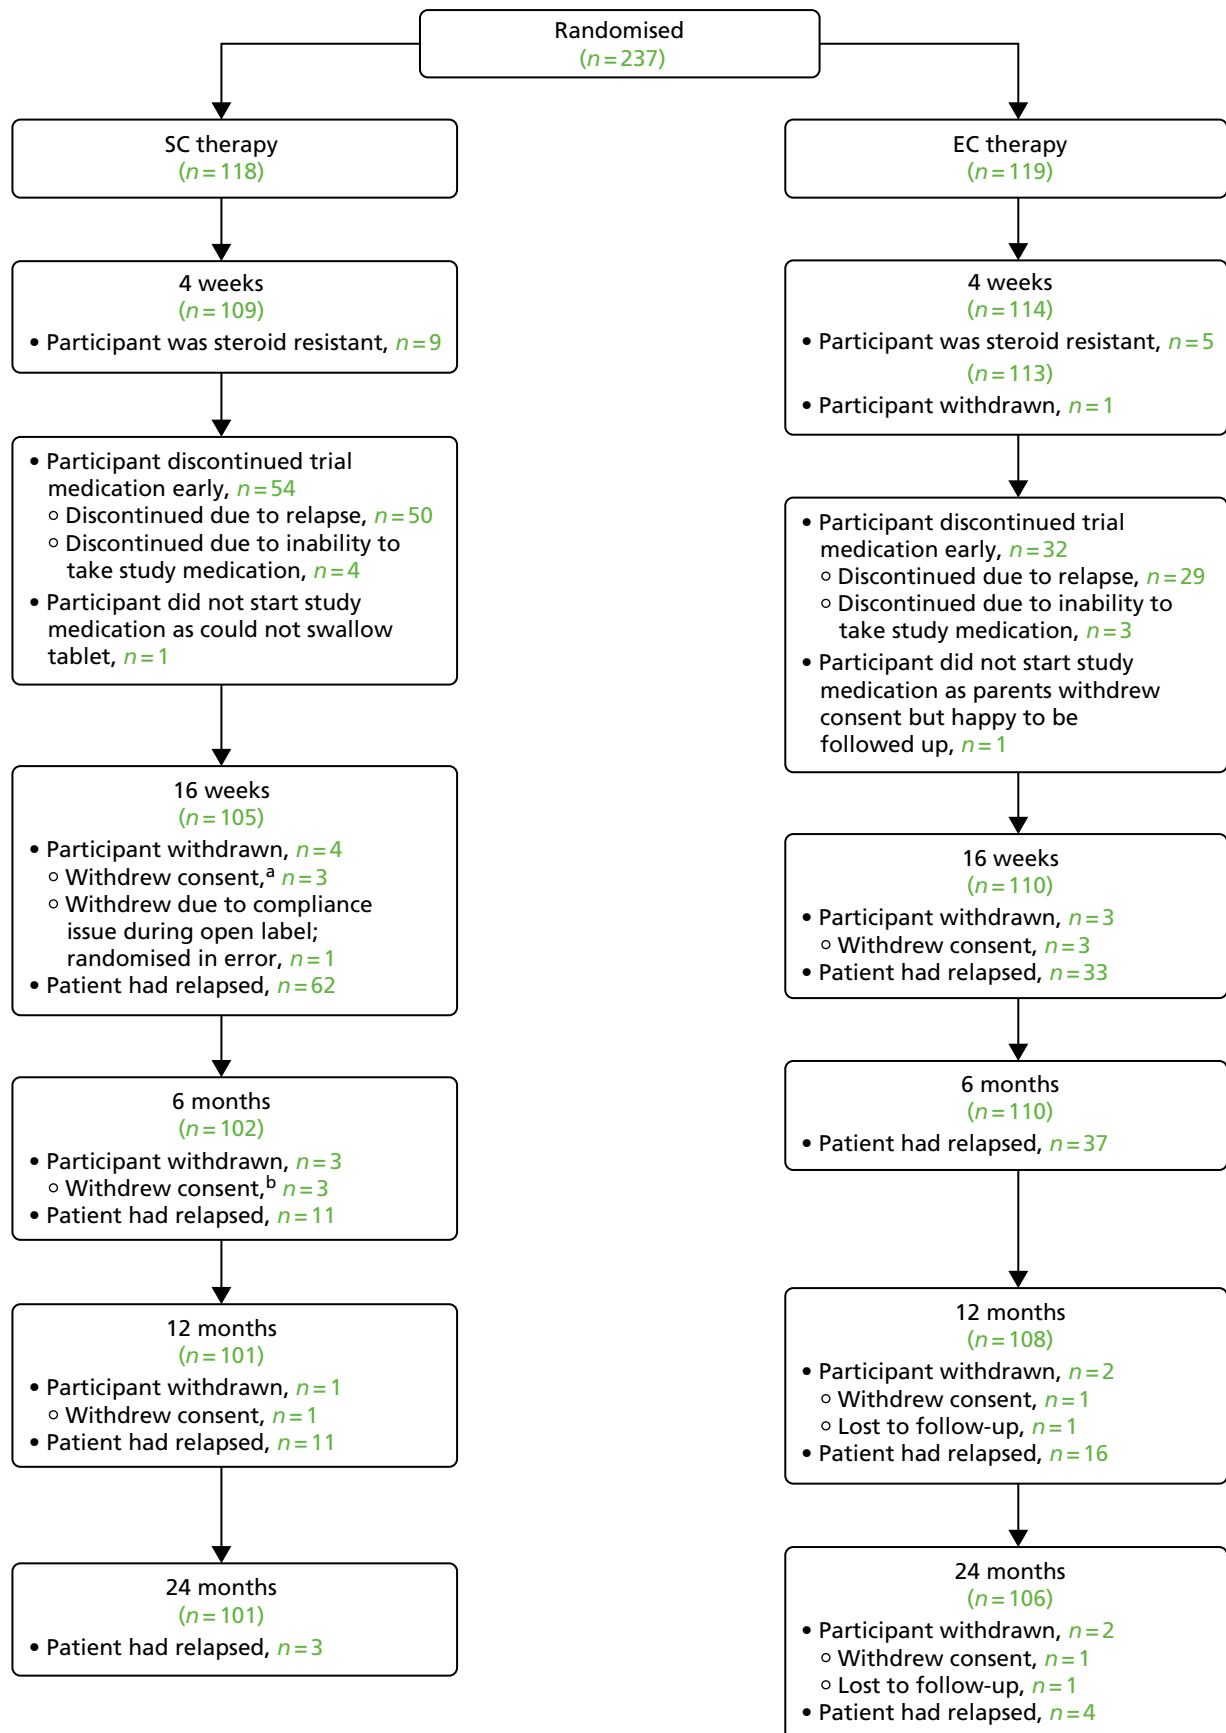 Randomised
(n=237)
SC therapy
(n=118)
4 weeks
(n=109)
• Participant was steroid resistant, n=9
• Participant discontinued trial
medication early, n=54
○ Discontinued due to relapse, n=50
○ Discontinued due to inability to
take study medication, n=4
• Participant did not start study
medication as could not swallow
tablet, n=1
16 weeks
(n=105)
• Participant withdrawn, n=4
○ Withdrew consent,a n=3
○ Withdrew due to compliance
issue during open label;
randomised in error, n=1
• Patient had relapsed, n=62
6 months
(n=102)
• Participant withdrawn, n=3
○ Withdrew consent,b n=3
• Patient had relapsed, n=11
12 months
(n=101)
• Participant withdrawn, n=1
○ Withdrew consent, n=1
• Patient had relapsed, n=11
24 months
(n=101)
• Patient had relapsed, n=3
EC therapy
(n=119)
4 weeks
(n=114)
• Participant was steroid resistant, n=5
(n=113)
• Participant withdrawn, n=1
• Participant discontinued trial
medication early, n=32
○ Discontinued due to relapse, n=29
○ Discontinued due to inability to
take study medication, n=3
• Participant did not start study
medication as parents withdrew
consent but happy to be
followed up, n=1
16 weeks
(n=110)
• Participant withdrawn, n=3
○ Withdrew consent, n=3
• Patient had relapsed, n=33
6 months
(n=110)
• Patient had relapsed, n=37
12 months
(n=108)
• Participant withdrawn, n=2
○ Withdrew consent, n=1
○ Lost to follow-up, n=1
• Patient had relapsed, n=16
24 months
(n=106)
• Participant withdrawn, n=2
○ Withdrew consent, n=1
○ Lost to follow-up, n=1
• Patient had relapsed, n=4